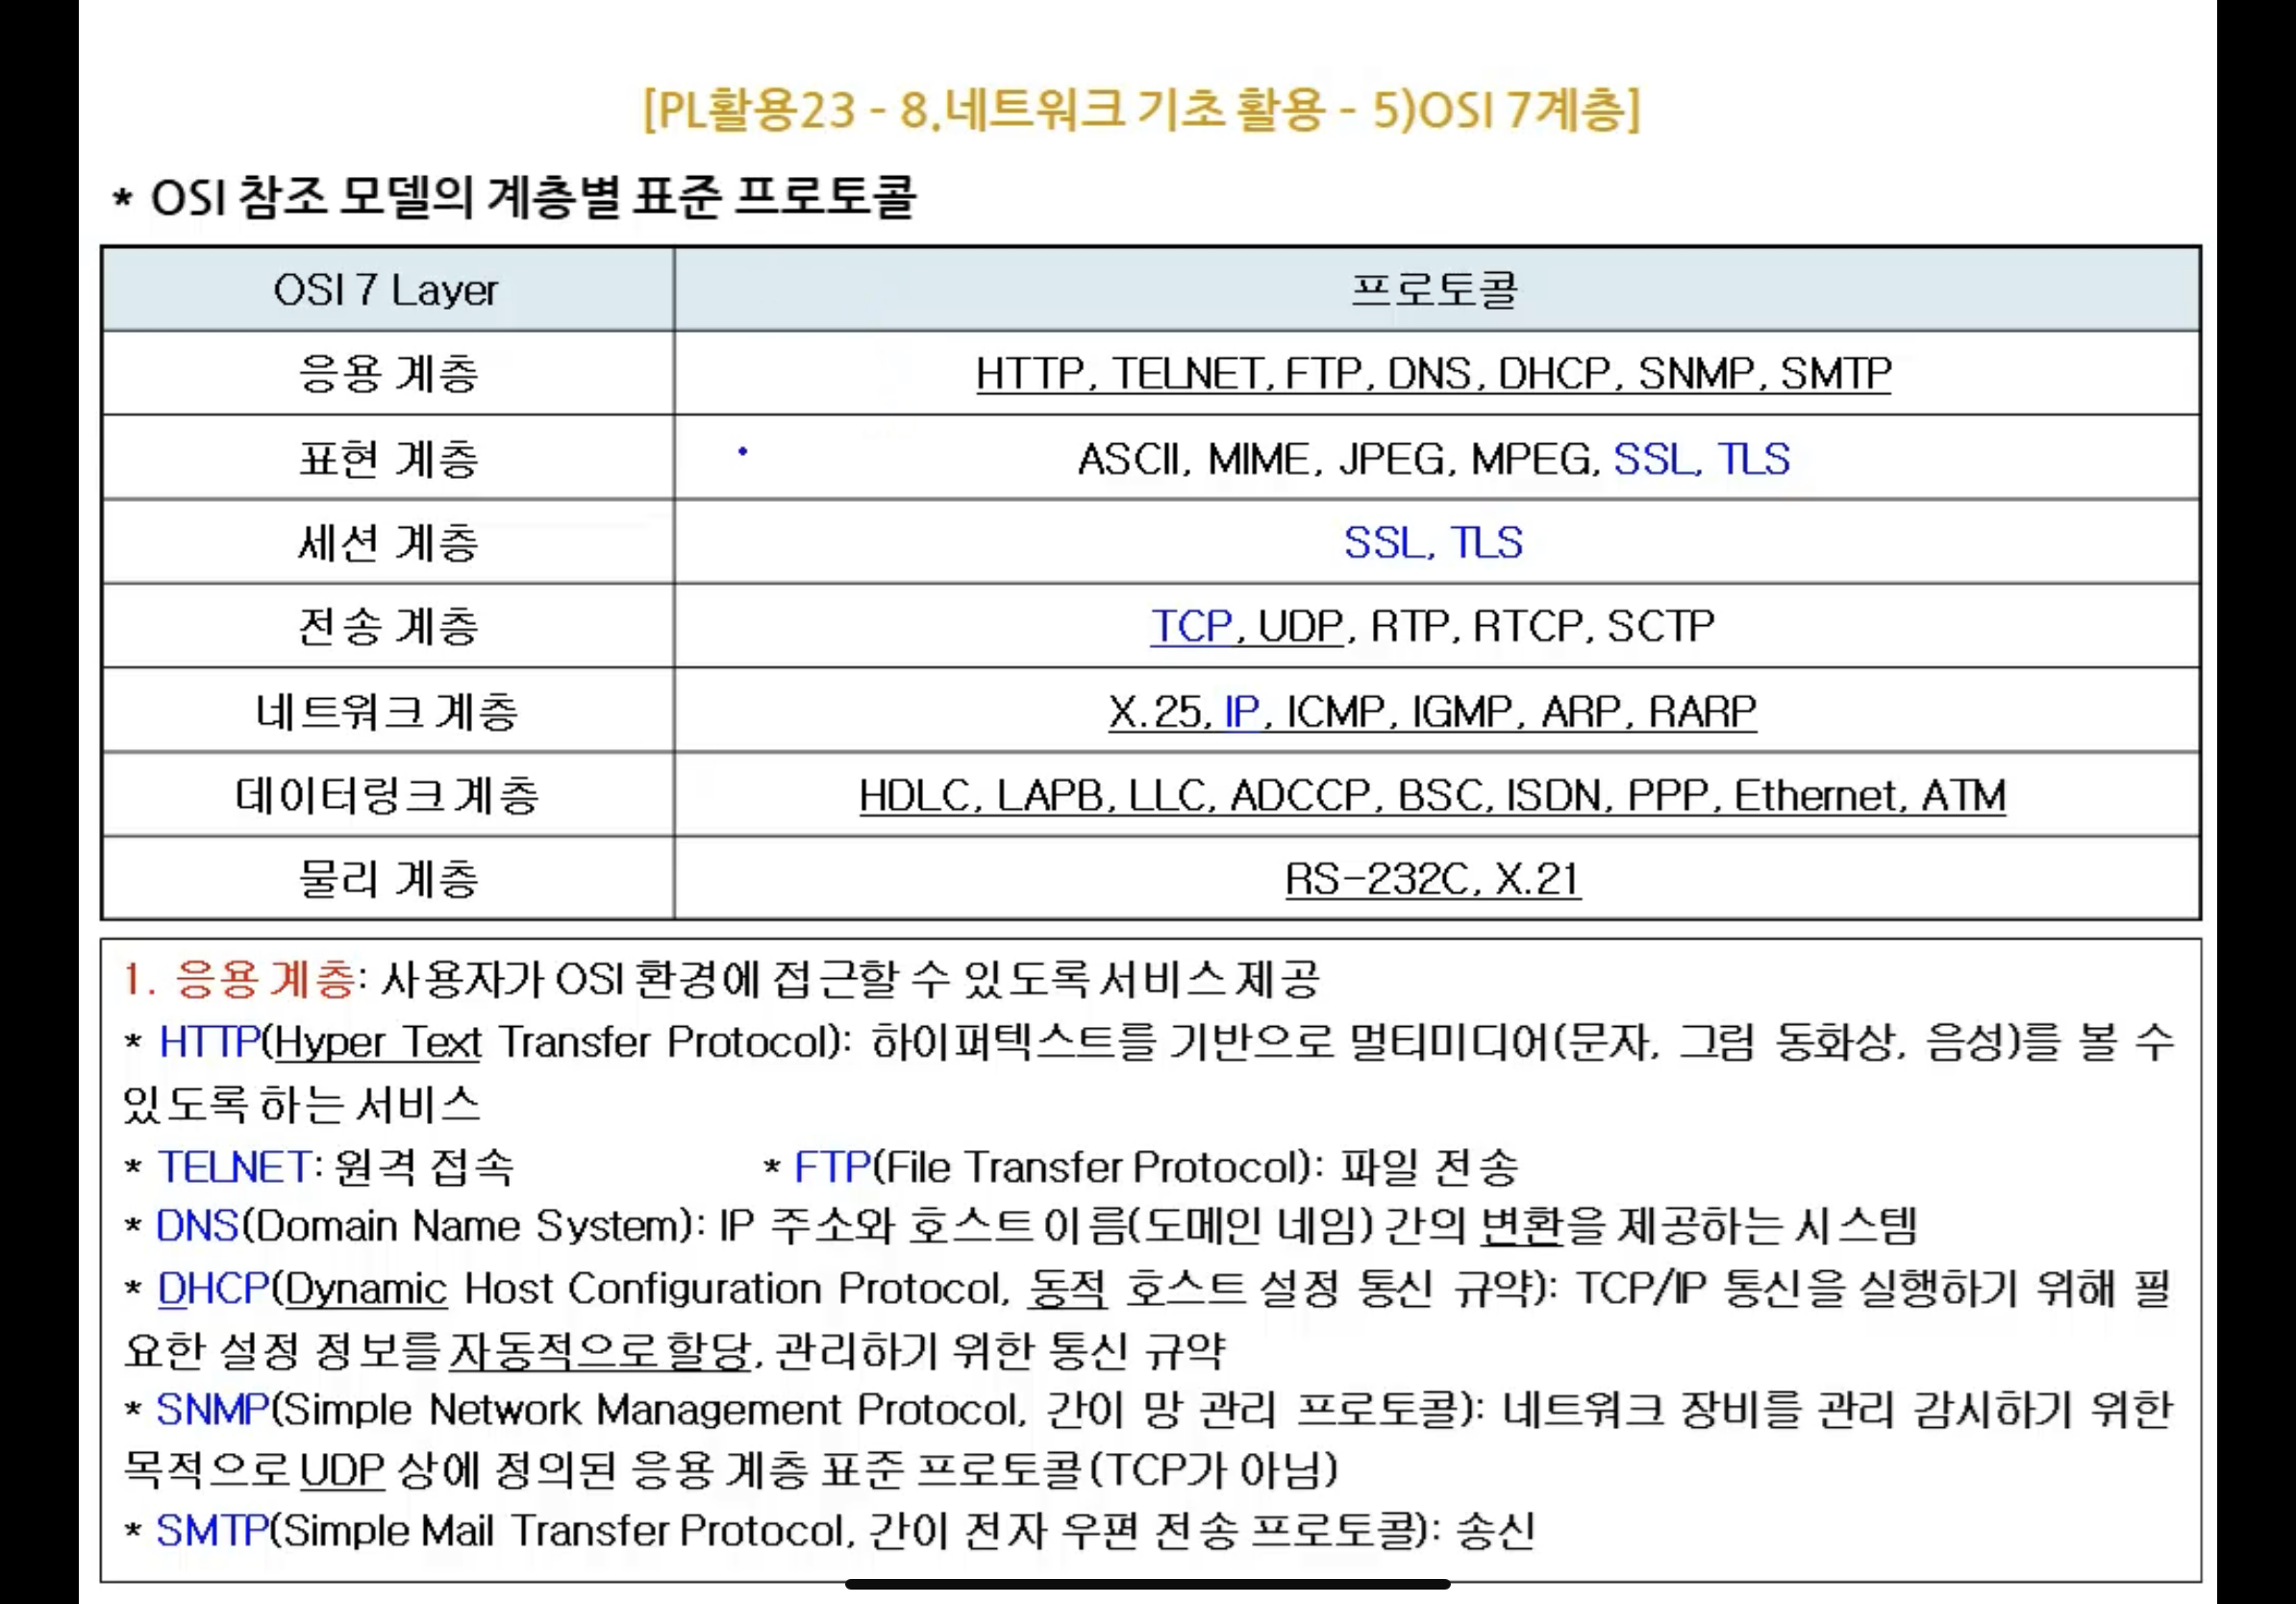 [PL활용23 - 8.네트워크 기초 활용 - 5)OSI 7계층]
* OSI 참조 모델의 계층별 표준 프로토콜
OSI 7 Layer 프로토콜
응용 계층 HTTP, TELNET, FTP, DNS, DHCP, SNMP, SMTP
표현 계층 ASCII, MIME, JPEG, MPEG, SSL, TLS
세션 계층 SSL, TLS
전송 계층 TCP, UDP, RTP, RTCP, SCTP
네트워크 계층 X.25, IP, ICMP, IGMP, ARP, RARP
데이터링크 계층 HDLC, LAPB, LLC, ADCCP, BSC, ISDN, PPP, Ethernet, ATM
물리 계층 RS-232C, X.21
1. 응용 계층: 사용자가 OSI 환경에 접근할 수 있도록 서비스 제공
* HTTP(Hyper Text Transfer Protocol): 하이퍼텍스트를 기반으로 멀티미디어(문자, 그림 동화상, 음성)를 볼 수
있도록 하는 서비스
* TELNET: 원격 접속 * FTP(File Transfer Protocol): 파일 전송
* DNS(Domain Name System): IP 주소와 호스트 이름(도메인 네임) 간의 변환을 제공하는 시스템
* DHCP(Dynamic Host Configuration Protocol, 동적 호스트 설정 통신 규약): TCP/IP 통신을 실행하기 위해 필
요한 설정 정보를 자동적으로 할당, 관리하기 위한 통신 규약
* SNMP(Simple Network Management Protocol, 간이 망 관리 프로토콜): 네트워크 장비를 관리 감시하기 위한
목적으로 UDP 상에 정의된 응용 계층 표준 프로토콜(TCP가 아님)
* SMTP(Simple Mail Transfer Protocol, 간이 전자 우편 전송 프로토콜): 송신